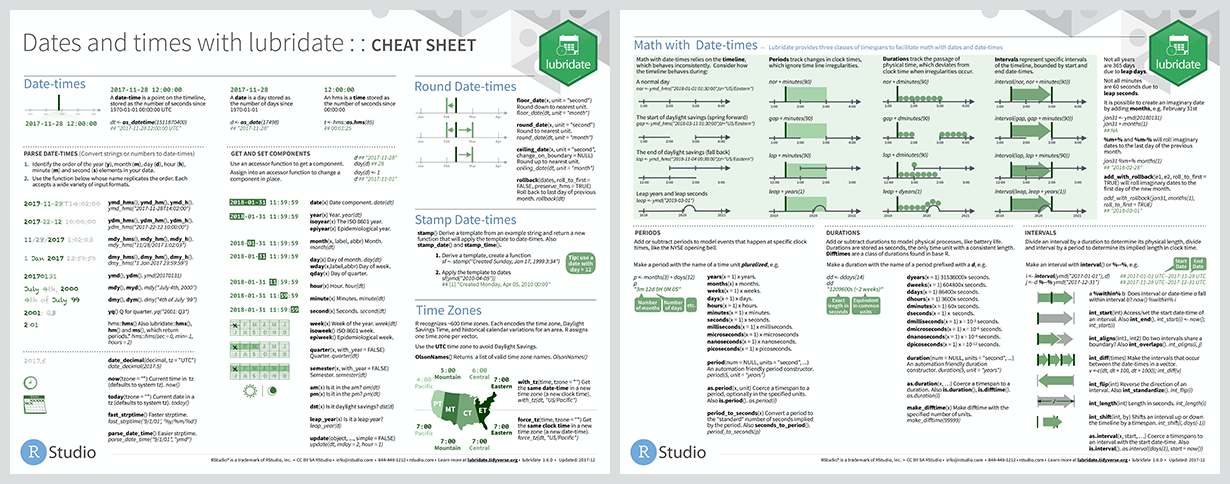 Dates and times with lubridate : : CHEAT SHEET
lubridate
Date-times
2017-11-28 12:00:00
A date-time is a point on the timeline,
stored as the number of seconds since
1970-01-01 00:00:00 UTC
2017-11-28 12:00:00
dt <- as_datetime(1511870400)
## "2017-11-28 12:00:00 UTC"
2017-11-28
A date is a day stored as
the number of days since
1970-01-01
d <- as_date(17498)
## "2017-11-28"
12:00:00
An hms is a time stored as
the number of seconds since
00:00:00
t <- hms::as.hms(85)
## 00:01:25
PARSE DATE-TIMES (Convert strings or numbers to date-times)
1. Identify the order of the year (y), month (m), day (d), hour (h),
minute (m) and second (s) elements in your data.
2. Use the function below whose name replicates the order. Each
accepts a wide variety of input formats.
2017-11-28T14:02:00
ymd_hms(), ymd_hm(), ymd_h().
ymd_hms("2017-11-28T14:02:00")
2017-22-12 10:00:00
ydm_hms(), ydm_hm(), ydm_h().
ydm_hms("2017-22-12 10:00:00")
11/28/2017 1:02:03
mdy_hms(), mdy_hm(), mdy_h().
mdy_hms("11/28/2017 1:02:03")
1 Jan 2017 23:59:59
dmy_hms(), dmy_hm(), dmy_h().
dmy_hms("1 Jan 2017 23:59:59")
20170131
ymd(), ydm(). ymd(20170131)
July 4th, 2000
mdy(), myd(). mdy("July 4th, 2000")
4th of July '99
dmy(), dym(). dmy("4th of July '99")
2001: Q3
yq() Q for quarter. yq("2001: Q3")
2:01
hms::hms() Also lubridate::hms(),
hm() and ms(), which return
periods.* hms::hms(sec = 0, min= 1,
hours = 2)
2017.5
date_decimal(decimal, tz = "UTC")
date_decimal(2017.5)
now(tzone = "") Current time in
tz (defaults to system tz). now()
today(tzone = "") Current date in a
tz (defaults to system tz). today()
fast_strptime() Faster strptime.
fast_strptime('9/1/01', '%y/%m/%d')
parse_date_time() Easier strptime.
parse_date_time("9/1/01", "ymd")
GET AND SET COMPONENTS
Use an accessor function to get a component.
Assign into an accessor function to change a
component in place.
d ## "2017-11-28"
day(d) ## 28
day(d) <- 1
d ## "2017-11-01"
2018-01-31 11:59:59
date(x) Date component. date(dt)
2018-01-31 11:59:59
year(x) Year. year(dt)
isoyear(x) The ISO 8601 year.
epiyear(x) Epidemiological year.
2018-01-31 11:59:59
month(x, label, abbr) Month.
month(dt)
2018-01-31 11:59:59
day(x) Day of month. day(dt)
wday(x,label,abbr) Day of week.
qday(x) Day of quarter.
2018-01-31 11:59:59
hour(x) Hour. hour(dt)
2018-01-31 11:59:59
minute(x) Minutes. minute(dt)
2018-01-31 11:59:59
second(x) Seconds. second(dt)
week(x) Week of the year. week(dt)
isoweek() ISO 8601 week.
epiweek() Epidemiological week.
quarter(x, with_year = FALSE)
Quarter. quarter(dt)
semester(x, with_year = FALSE)
Semester. semester(dt)
am(x) Is it in the am? am(dt)
pm(x) Is it in the pm? pm(dt)
dst(x) Is it daylight savings? dst(d)
leap_year(x) Is it a leap year?
leap_year(d)
update(object, ..., simple = FALSE)
update(dt, mday = 2, hour = 1)
Round Date-times
floor_date(x, unit = "second")
Round down to nearest unit.
floor_date(dt, unit = "month")
round_date(x, unit = "second")
Round to nearest unit.
round_date(dt, unit = "month")
ceiling_date(x, unit = "second",
change_on_boundary = NULL)
Round up to nearest unit.
ceiling_date(dt, unit = "month")
rollback(dates, roll_to_first =
FALSE, preserve_hms = TRUE)
Roll back to last day of previous
month. rollback(dt)
Stamp Date-times
stamp() Derive a template from an example string and return a new
function that will apply the template to date-times. Also
stamp_date() and stamp_time().
1. Derive a template, create a function
sf <- stamp("Created Sunday, Jan 17, 1999 3:34")
2. Apply the template to dates
sf(ymd("2010-04-05"))
## [1] "Created Monday, Apr 05, 2010 00:00"
Tip: use a
date with
day > 12
Time Zones
R recognizes ~600 time zones. Each encodes the time zone, Daylight
Savings Time, and historical calendar variations for an area. R assigns
one time zone per vector.
Use the UTC time zone to avoid Daylight Savings.
OlsonNames() Returns a list of valid time zone names. OlsonNames()
4:00
Pacific
5:00
Mountain
6:00
Central
7:00
Eastern
PT
MT
CT
ET
7:00
Pacific
7:00
Mountain
7:00
Central
7:00
Eastern
with_tz(time, tzone = "") Get
the same date-time in a new time
zone (a new clock time).
with_tz(dt, "US/Pacific")
force_tz(time, tzone = "") Get
the same clock time in a new
time zone (a new date-time).
force_tz(dt, "US/Pacific")
R Studio
RStudio® is a trademark of RStudio, Inc. • CC BY SA RStudio • info@rstudio.com • 844-448-1212 • rstudio.com • Learn more at lubridate.tidyverse.org • lubridate 1.6.0 • Updated: 2017-12
Math with Date-times – Lubridate provides three classes of timespans to facilitate math with dates and date-times
lubridate
Math with date-times relies on the timeline,
which behaves inconsistently. Consider how
the timeline behaves during:
A normal day
The start of daylight savings (spring forward)
The end of daylight savings (fall back)
Leap years and leap seconds
leap <- ymd("2019-03-01")
Periods track changes in clock times,
which ignore time line irregularities.
nor + minutes(90)
gap + minutes(90)
lap + minutes(90)
leap + years(1)
Durations track the passage of
physical time, which deviates from
clock time when irregularities occur.
nor + dminutes(90)
gap + dminutes(90)
lap + dminutes(90)
leap + dyears(1)
Intervals represent specific intervals
of the timeline, bounded by start and
end date-times.
interval(nor, nor + minutes(90))
interval(gap, gap + minutes(90))
interval(lap, lap + minutes(90))
interval(leap, leap + years(1))
Not all years
are 365 days
due to leap days.
Not all minutes
are 60 seconds due to
leap seconds.
It is possible to create an imaginary date
by adding months, e.g. February 31st
jan31 <- ymd(20180131)
jan31 + months(1)
## NA
%m+% and %m-% will roll imaginary
dates to the last day of the previous
month.
jan31 %m+% months(1)
## "2018-02-28"
add_with_rollback(e1, e2, roll_to_first =
TRUE) will roll imaginary dates to the
first day of the new month.
add_with_rollback(jan31, months(1),
roll_to_first = TRUE)
## "2018-03-01"
PERIODS
Add or subtract periods to model events that happen at specific clock
times, like the NYSE opening bell.
Make a period with the name of a time unit pluralized, e.g.
p <- months(3) + days(12)
p
"3m 12d 0H 0M 0S"
Number
of months
Number
of days
etc.
years(x = 1) x years.
months(x) x months.
weeks(x = 1) x weeks.
days(x = 1) x days.
hours(x = 1) x hours.
minutes(x = 1) x minutes.
seconds(x = 1) x seconds.
milliseconds(x = 1) x milliseconds.
microseconds(x = 1) x microseconds
nanoseconds(x = 1) x nanoseconds.
picoseconds(x = 1) x picoseconds.
period(num = NULL, units = "second", ...)
An automation friendly period constructor.
period(5, unit = "years")
as.period(x, unit) Coerce a timespan to a
period, optionally in the specified units.
Also is.period(). as.period(i)
period_to_seconds(x) Convert a period to
the "standard" number of seconds implied
by the period. Also seconds_to_period().
period_to_seconds(p)
DURATIONS
Add or subtract durations to model physical processes, like battery life.
Durations are stored as seconds, the only time unit with a consistent length.
Difftimes are a class of durations found in base R.
Make a duration with the name of a period prefixed with a d, e.g.
dd <- ddays(14)
dd
"1209600s (~2 weeks)"
Exact
length in
seconds
Equivalent
in common
units
dyears(x = 1) 31536000x seconds.
dweeks(x = 1) 604800x seconds.
ddays(x = 1) 86400x seconds.
dhours(x = 1) 3600x seconds.
dminutes(x = 1) 60x seconds.
dseconds(x = 1) x seconds.
duration(num = NULL, units = "second", ...)
An automation friendly duration
constructor. duration(5, unit = "years")
as.duration(x, ...) Coerce a timespan to a
duration. Also is.duration(), is.difftime().
as.duration(i)
make_difftime(x) Make difftime with the
specified number of units.
make_difftime(99999)
INTERVALS
Divide an interval by a duration to determine its physical length, divide
and interval by a period to determine its implied length in clock time.
Make an interval with interval() or %--%, e.g.
Start
Date
End
Date
i <- interval(ymd("2017-01-01"), d)
j <- d %--% ymd("2017-12-31")
## 2017-01-01 UTC--2017-11-28 UTC
## 2017-11-28 UTC--2017-12-31 UTC
a %within% b Does interval or date-time a fall
within interval b? now() %within% i
int_start(int) Access/set the start date-time of
an interval. Also int_end(). int_start(i) <- now();
int_start(i)
int_aligns(int1, int2) Do two intervals share a
boundary? Also int_overlaps(). int_aligns(i, j)
int_diff(times) Make the intervals that occur
between the date-times in a vector.
v <-c(dt, dt + 100, dt + 1000); int_diff(v)
int_flip(int) Reverse the direction of an
interval. Also int_standardize(). int_flip(i)
int_length(int) Length in seconds. int_length(i)
int_shift(int, by) Shifts an interval up or down
the timeline by a timespan. int_shift(i, days(-1))
as.interval(x, start, ...) Coerce a timespan to
an interval with the start date-time. Also
is.interval(). as.interval(days(1), start = now())
R Studio
RStudio® is a trademark of RStudio, Inc. • CC BY SA RStudio • info@rstudio.com • 844-448-1212 • rstudio.com • Learn more at lubridate.tidyverse.org • lubridate 1.6.0 • Updated: 2017-12